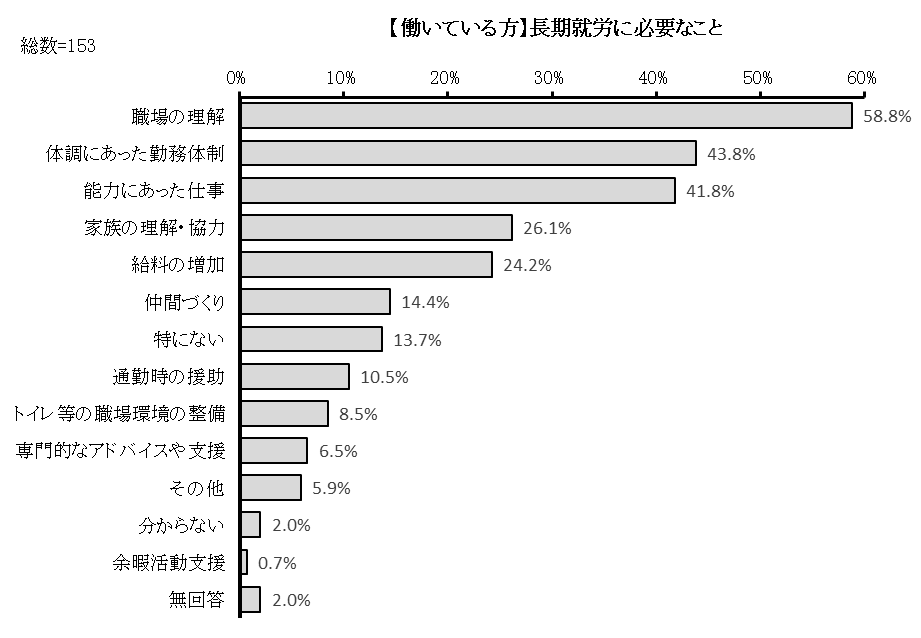 【働いている方】長期就労に必要なこと
総数=153
0% 10% 20% 30% 40% 50% 60%
職場の理解 58.8%
体調にあった勤務体制 43.8%
能力にあった仕事 41.8%
家族の理解・協力 26.1%
給料の増加 24.2%
仲間づくり 14.4%
特にない 13.7%
通勤時の援助 10.5%
トイレ等の職場環境の整備 8.5%
専門的なアドバイスや支援 6.5%
その他 5.9%
分からない 2.0%
余暇活動支援 0.7%
無回答 2.0%